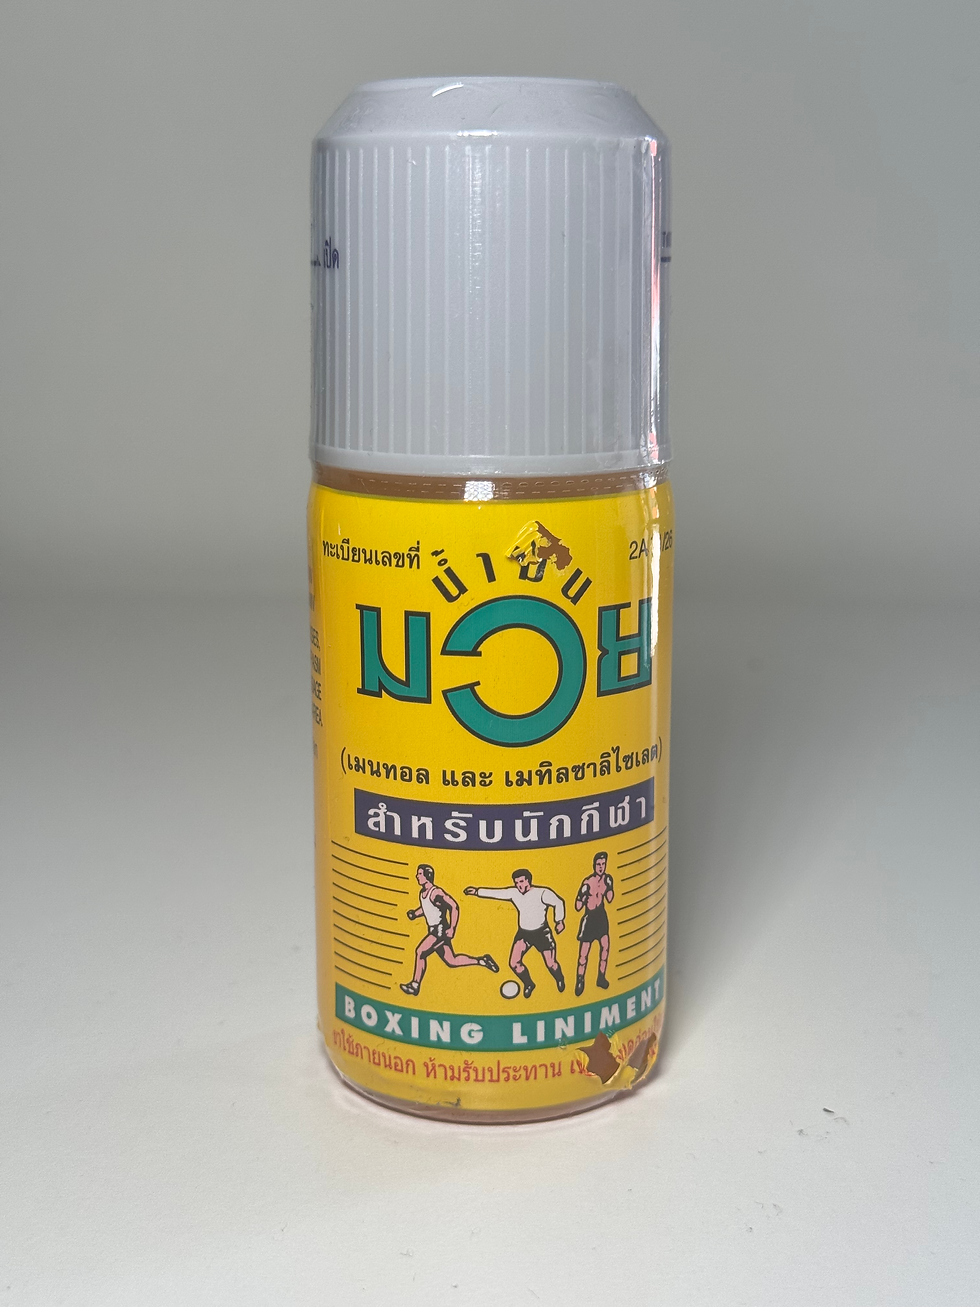 เปิด
ทะเบียนเลขที่
น้ำมัน
มวย
(เมนทอล และ เมทิลซาลิไซเลต)
สำหรับนักกีฬา
BOXING LINIMENT
ยาใช้ภายนอก ห้ามรับประทาน